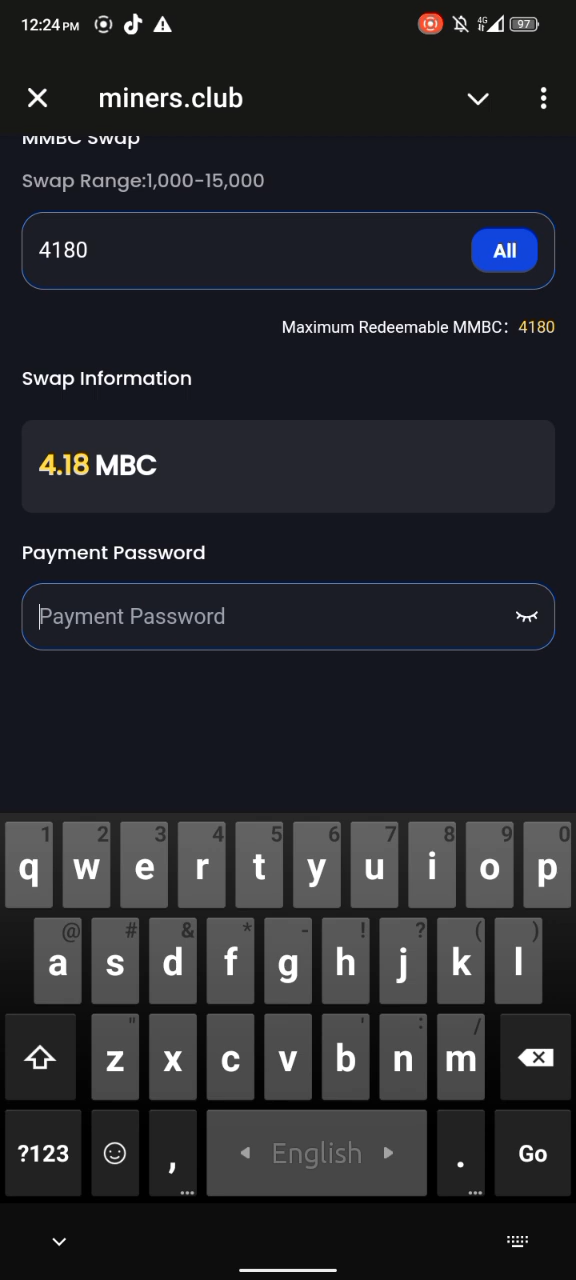 12:24 PM 4G 97
miners.club
MMBC Swap
Swap Range:1,000-15,000
4180 All
Maximum Redeemable MMBC: 4180
Swap Information
4.18 MBC
Payment Password
Payment Password
1 2 3 4 5 6 7 8 9 0
q w e r t y u i o p
@ # & * - ! ? ( )
a s d f g h j k l
" ' : /
z x c v b n m
?123 , English . Go